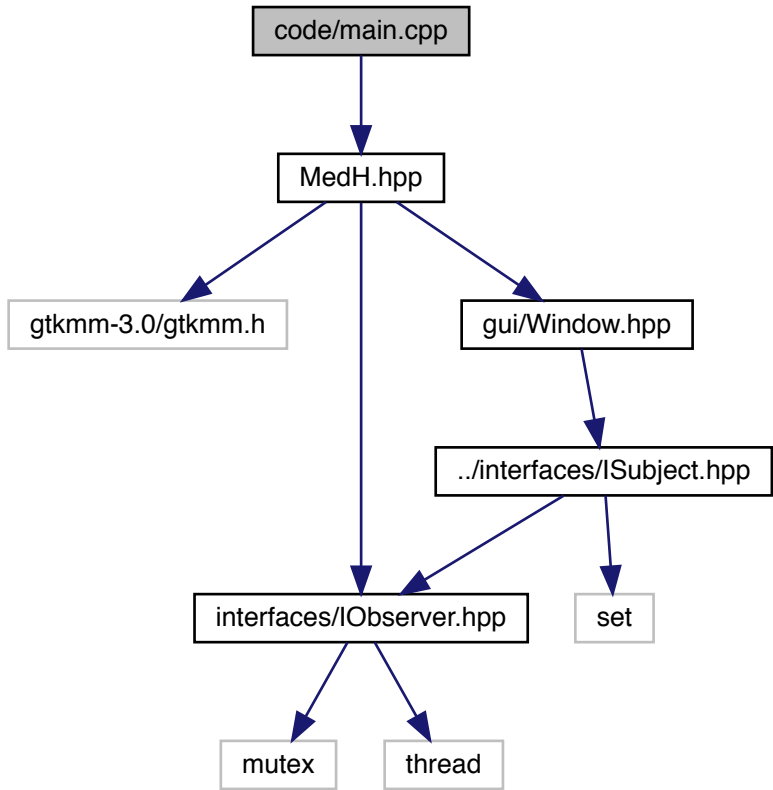 code/main.cpp
MedH.hpp
gtkmm-3.0/gtkmm.h
gui/Window.hpp
../interfaces/ISubject.hpp
interfaces/IObserver.hpp
set
mutex
thread